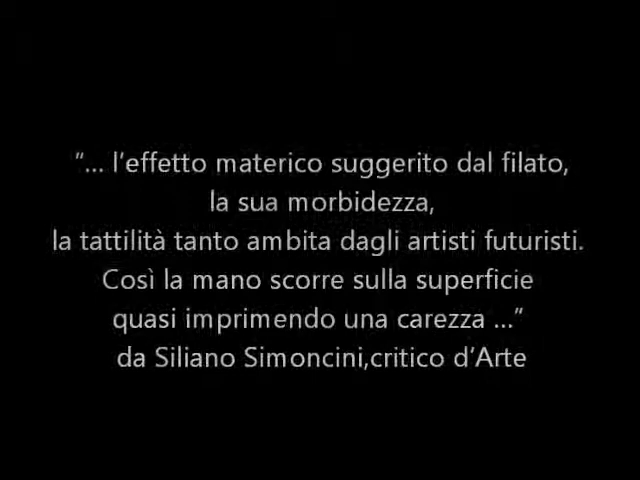 "... l'effetto materico suggerito dal filato,
la sua morbidezza,
la tattilità tanto ambita dagli artisti futuristi.
Così la mano scorre sulla superficie
quasi imprimendo una carezza ..."
da Siliano Simoncini,critico d'Arte